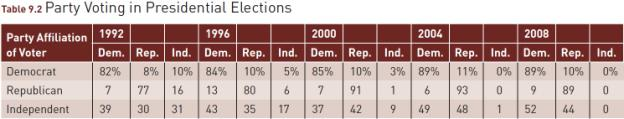 Table 9.2 Party Voting in Presidential Elections
Party Affiliation of Voter 1992 1996 2000 2004 2008
Dem. Rep. Ind. Dem. Rep. Ind. Dem. Rep. Ind. Dem. Rep. Ind. Dem. Rep. Ind.
Democrat 82% 8% 10% 84% 10% 5% 85% 10% 3% 89% 11% 0% 89% 10% 0%
Republican 7 77 16 13 80 6 7 91 1 6 93 0 9 89 0
Independent 39 30 31 43 35 17 37 42 9 49 48 1 52 44 0